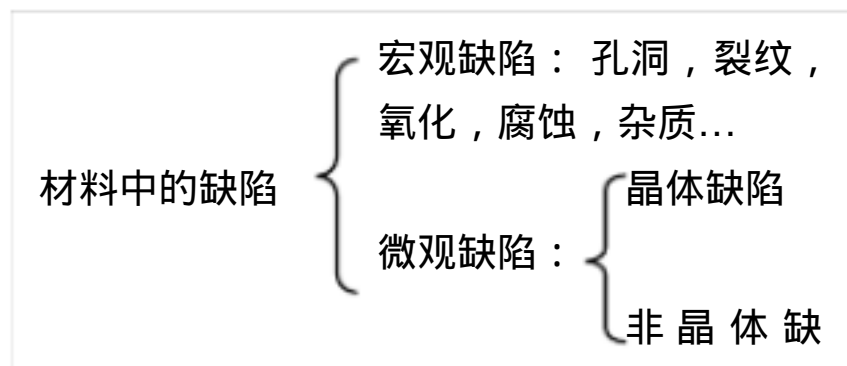 宏观缺陷： 孔洞，裂纹，
氧化，腐蚀，杂质…
材料中的缺陷
晶体缺陷
微观缺陷：
非 晶 体 缺